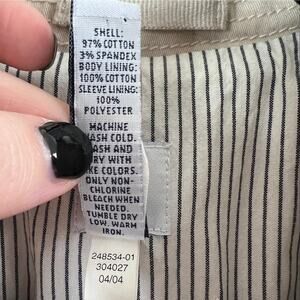 SHELL:
97% COTTON
3% SPANDEX
BODY LINING:
100% COTTON
SLEEVE LINING:
100%
POLYESTER
MACHINE
WASH COLD.
WASH AND
DRY WITH
LIKE COLORS.
ONLY NON-
CHLORINE
BLEACH WHEN
NEEDED.
TUMBLE DRY
LOW. WARM
IRON.
248534-01
304027
04/04